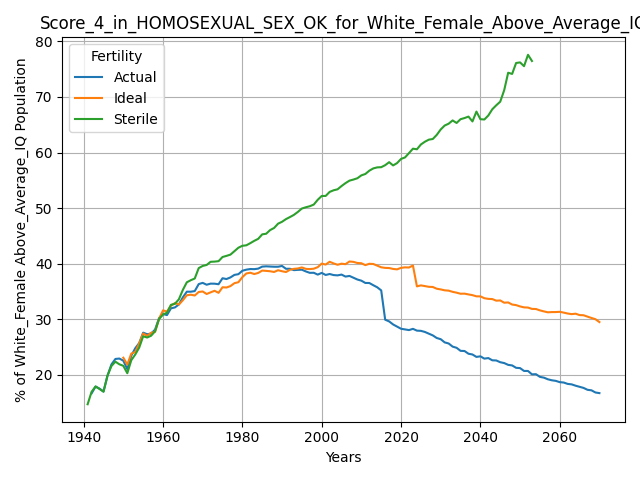 Score_4_in_HOMOSEXUAL_SEX_OK_for_White_Female_Above_Average_IQ
% of White_Female Above_Average_IQ Population
80
70
60
50
40
30
20
Fertility
Actual
Ideal
Sterile
1940 1960 1980 2000 2020 2040 2060
Years